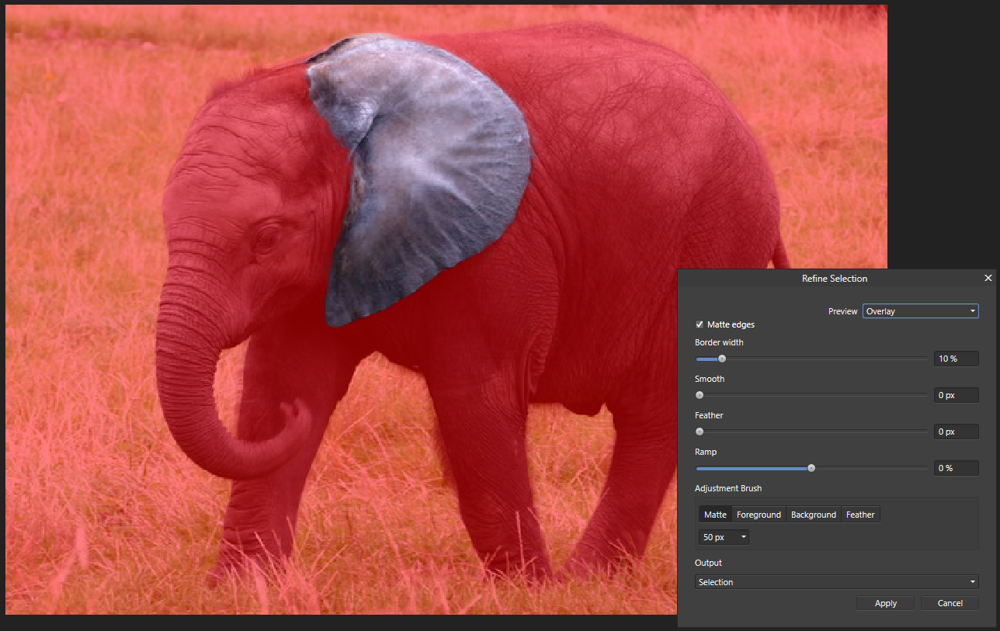 Refine Selection
Preview Overlay
Matte edges
Border width
10 %
Smooth
0 px
Feather
0 px
Ramp
0 %
Adjustment Brush
Matte Foreground Background Feather
50 px
Output
Selection
Apply Cancel